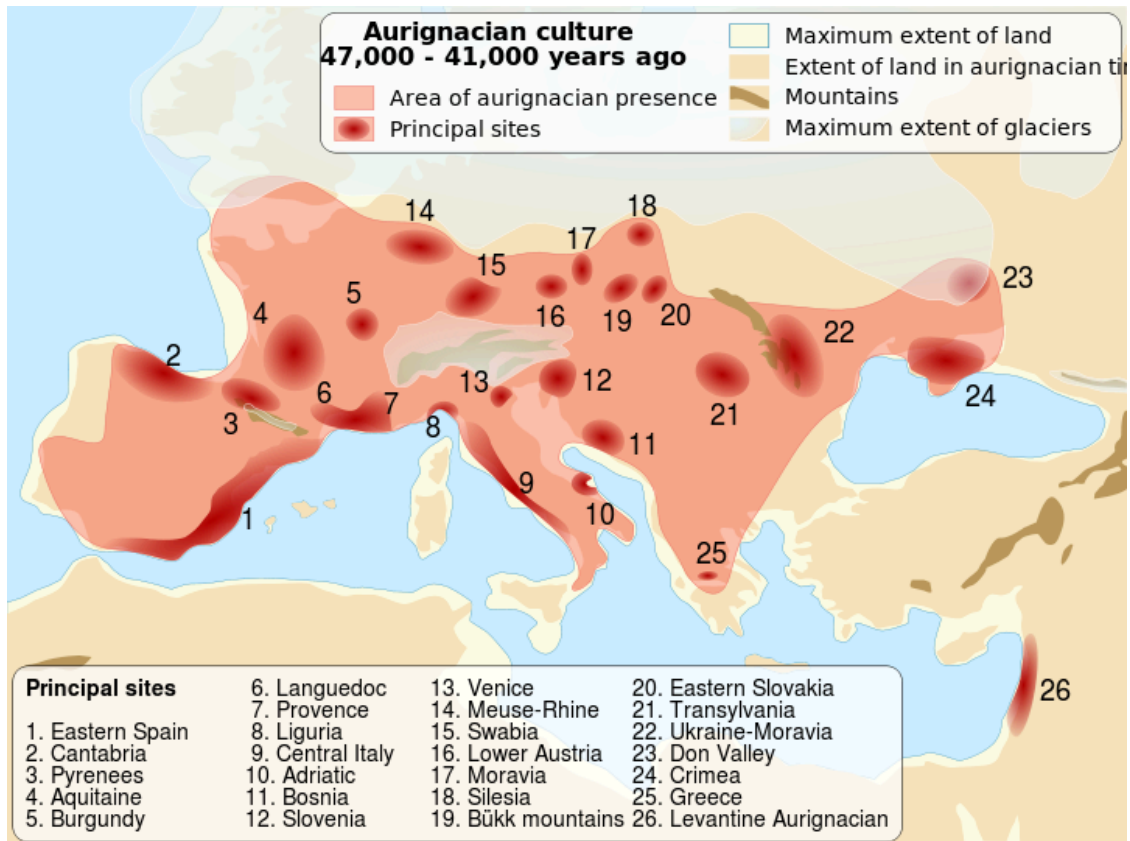 Aurignacian culture
47,000 - 41,000 years ago
Area of aurignacian presence
Principal sites
Maximum extent of land
Extent of land in aurignacian
Mountains
Maximum extent of glaciers
14
18
17
15
23
5
4
16
19
20
22
2
13
12
24
6
7
3
21
8
11
9
1
10
25
26
Principal sites
1. Eastern Spain
2. Cantabria
3. Pyrenees
4. Aquitaine
5. Burgundy
6. Languedoc
7. Provence
8. Liguria
9. Central Italy
10. Adriatic
11. Bosnia
12. Slovenia
13. Venice
14. Meuse-Rhine
15. Swabia
16. Lower Austria
17. Moravia
18. Silesia
19. Bükk mountains
20. Eastern Slovakia
21. Transylvania
22. Ukraine-Moravia
23. Don Valley
24. Crimea
25. Greece
26. Levantine Aurignacian